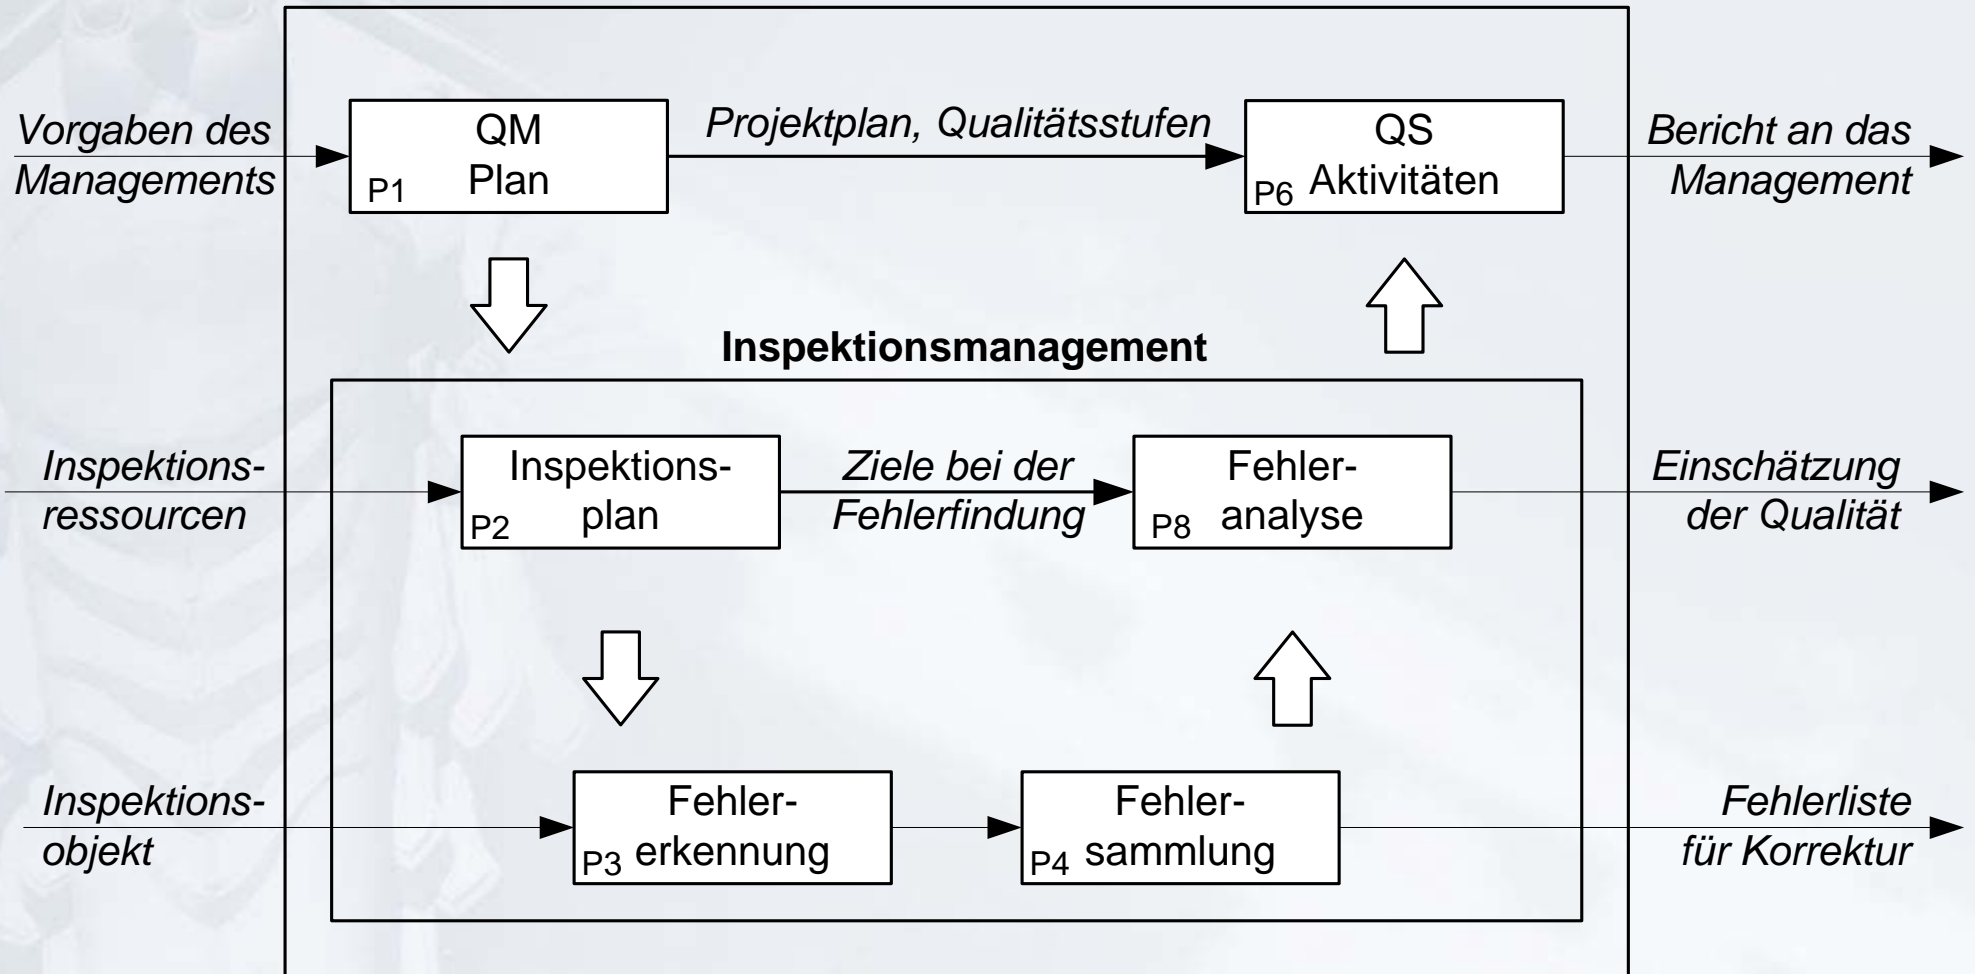 Vorgaben des
Managements
QM
Plan
P1
Projektplan, Qualitätsstufen
QS
Aktivitäten
P6
Bericht an das
Management
Inspektionsmanagement
Inspektions-
ressourcen
Inspektions-
plan
P2
Ziele bei der
Fehlerfindung
Fehler-
analyse
P8
Einschätzung
der Qualität
Inspektions-
objekt
Fehler-
erkennung
P3
Fehler-
sammlung
P4
Fehlerliste
für Korrektur